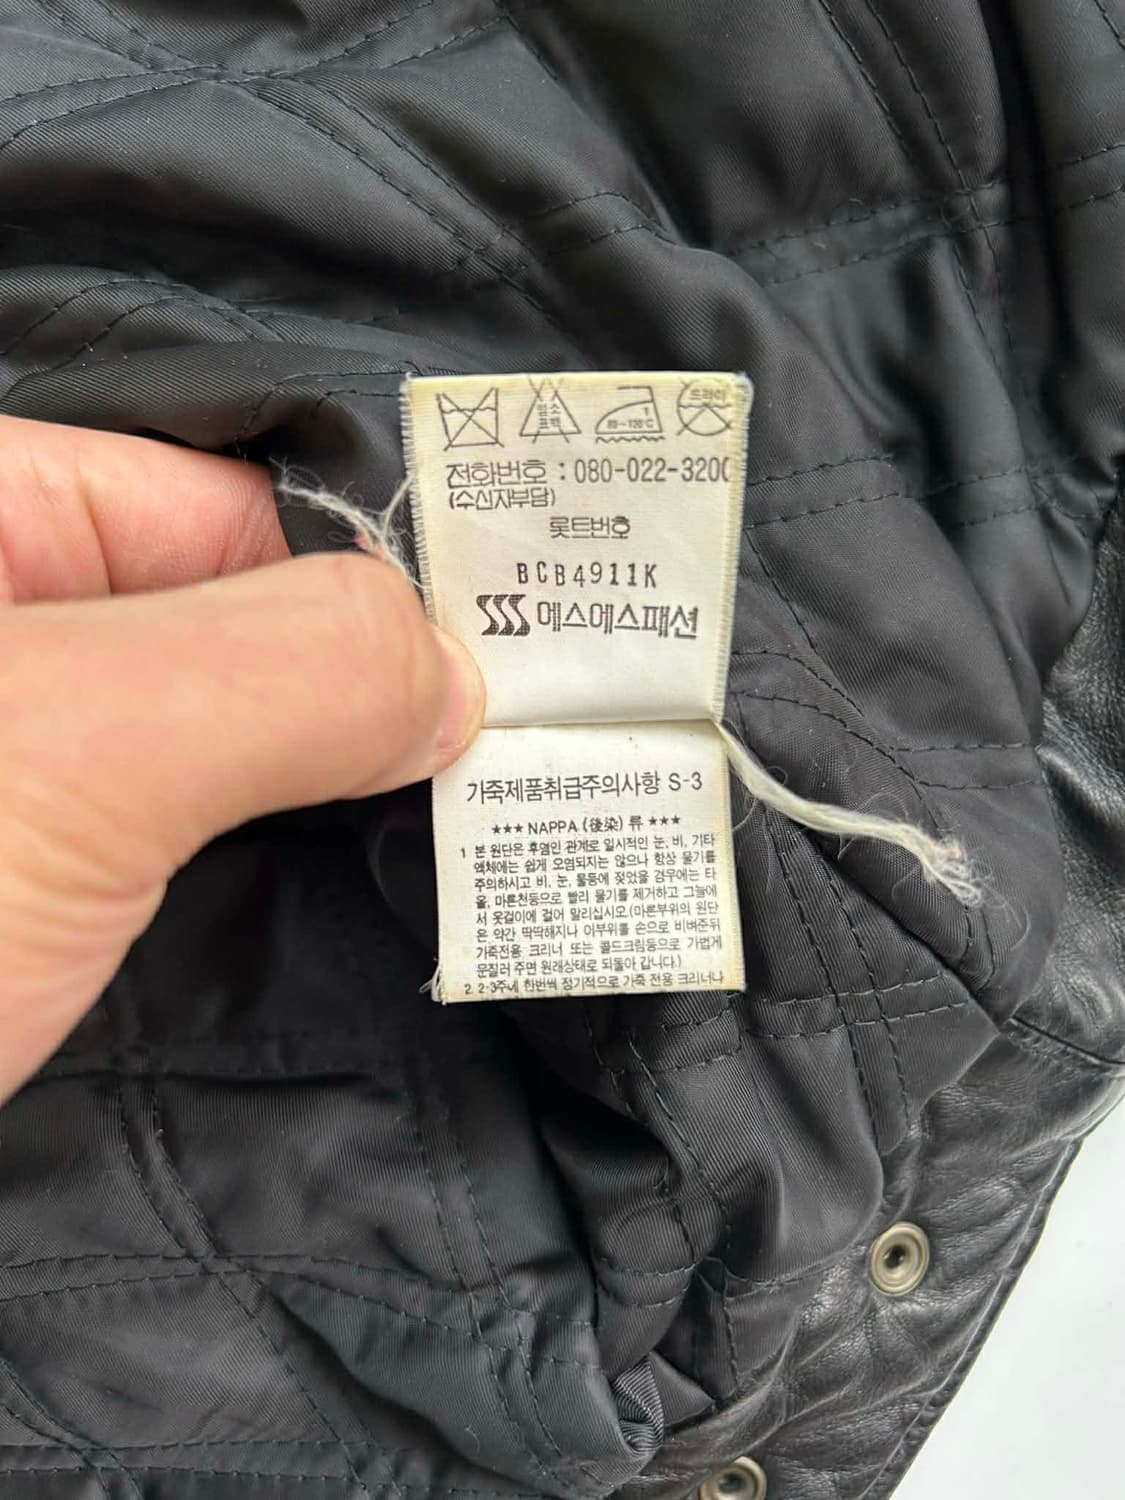 염소
표백
1
80~120℃
드라이
전화번호 : 080-022-3200
(수신자부담)
롯트번호
BCB4911K
SSS 에스에스패션
가죽제품취급주의사항 S-3
★★★ NAPPA (後染) 류 ★★★
1 본 원단은 후염인 관계로 일시적인 눈, 비, 기타
액체에는 쉽게 오염되지는 않으나 항상 물기를
주의하시고 비, 눈, 물등에 젖었을 경우에는 타
올, 마른천등으로 빨리 물기를 제거하고 그늘에
서 옷걸이에 걸어 말리십시오.(마른부위의 원단
은 약간 딱딱해지나 이부위를 손으로 비벼준뒤
가죽전용 크리너 또는 콜드크림등으로 가볍게
문질러 주면 원래상태로 되돌아 갑니다.)
2. 2-3주에 한번씩 정기적으로 가죽 전용 크리너나